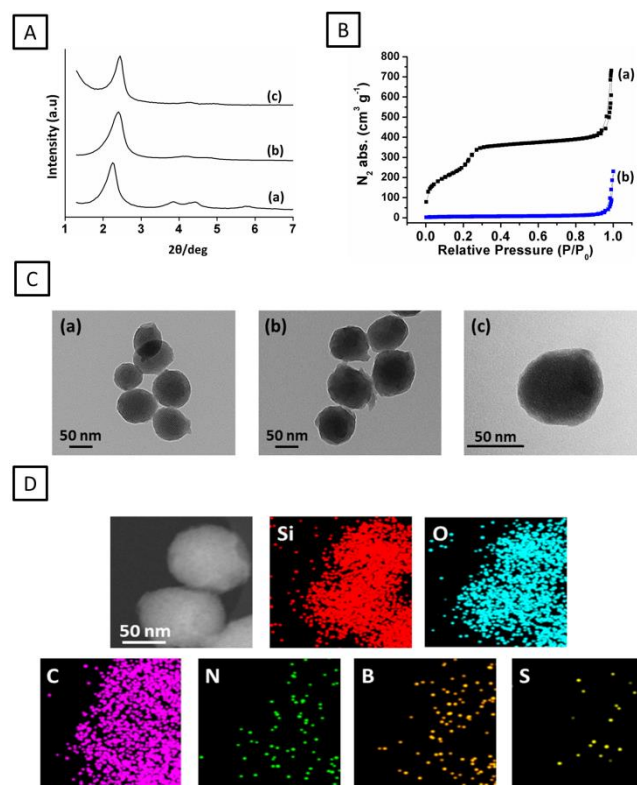 A
Intensity (a.u)
(c)
(b)
(a)
1 2 3 4 5 6 7
2θ/deg
B
N2 abs. (cm3 g-1)
800
700
600
500
400
300
200
100
0
(a)
(b)
0.0 0.2 0.4 0.6 0.8 1.0
Relative Pressure (P/P0)
C
(a) (b) (c)
50 nm 50 nm 50 nm
D
Si O
50 nm
C N B S